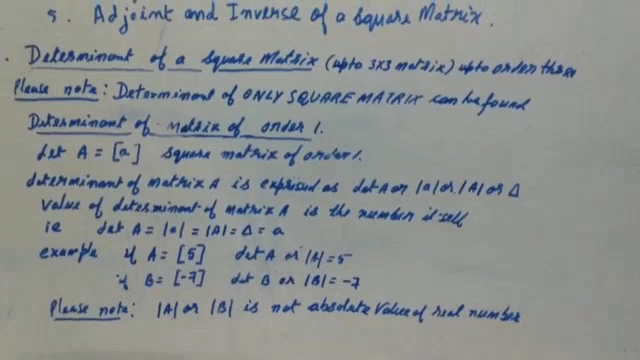 5. Adjoint and Inverse of a Square Matrix.
. Determinant of a Square Matrix (upto 3x3 matrix) upto order three
Please note: Determinant of ONLY SQUARE MATRIX can be found
Determinant of matrix of order 1.
Let A = [a] square matrix of order 1.
determinant of matrix A is expressed as det A or |a| or |A| or Δ
Value of determinant of matrix A is the number itself
ie det A = |a| = |A| = Δ = a
example if A = [5] det A or |A| = 5
if B = [-7] det B or |B| = -7
Please note: |A| or |B| is not absolute value of real number